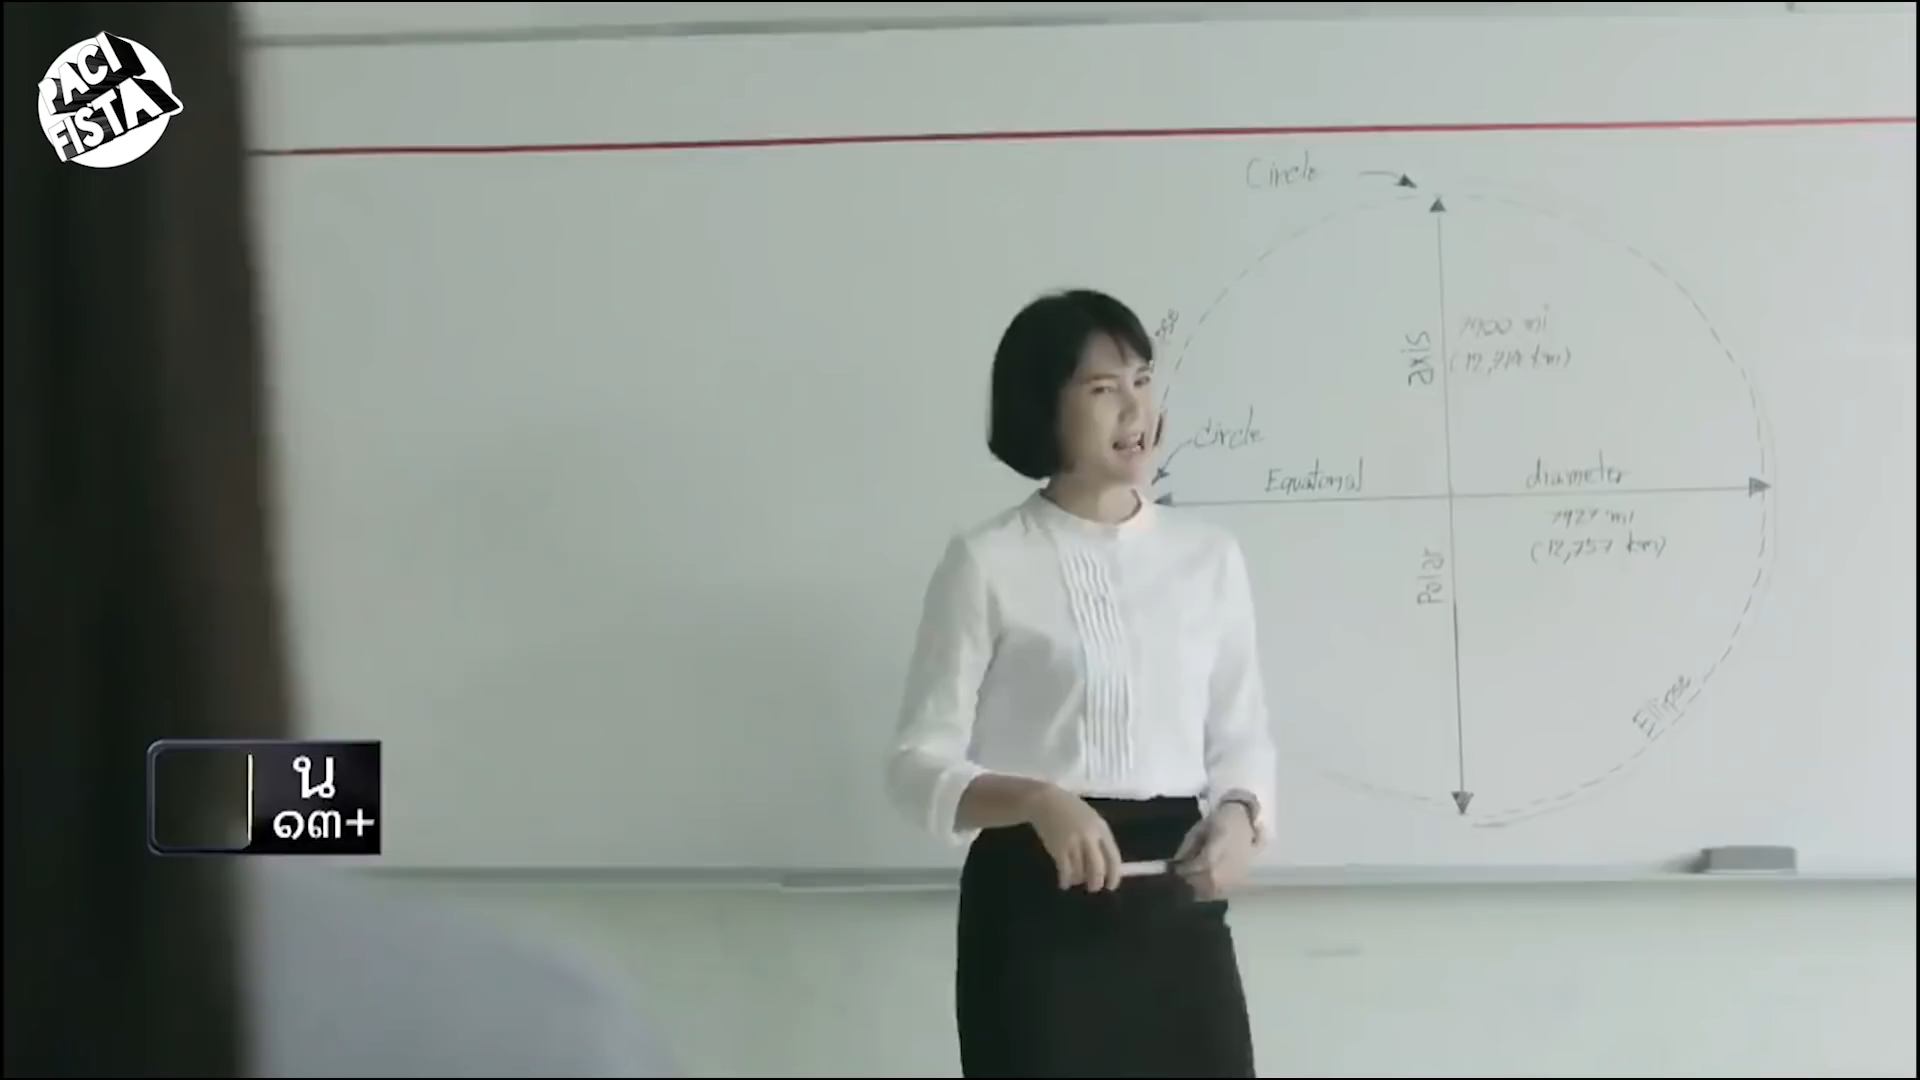 PACI
FISTA
Circle
axis
7900 mi
(12,714 km)
Circle
Equatorial
diameter
7927 mi
(12,757 km)
Polar
Ellipse
น
๑๓+